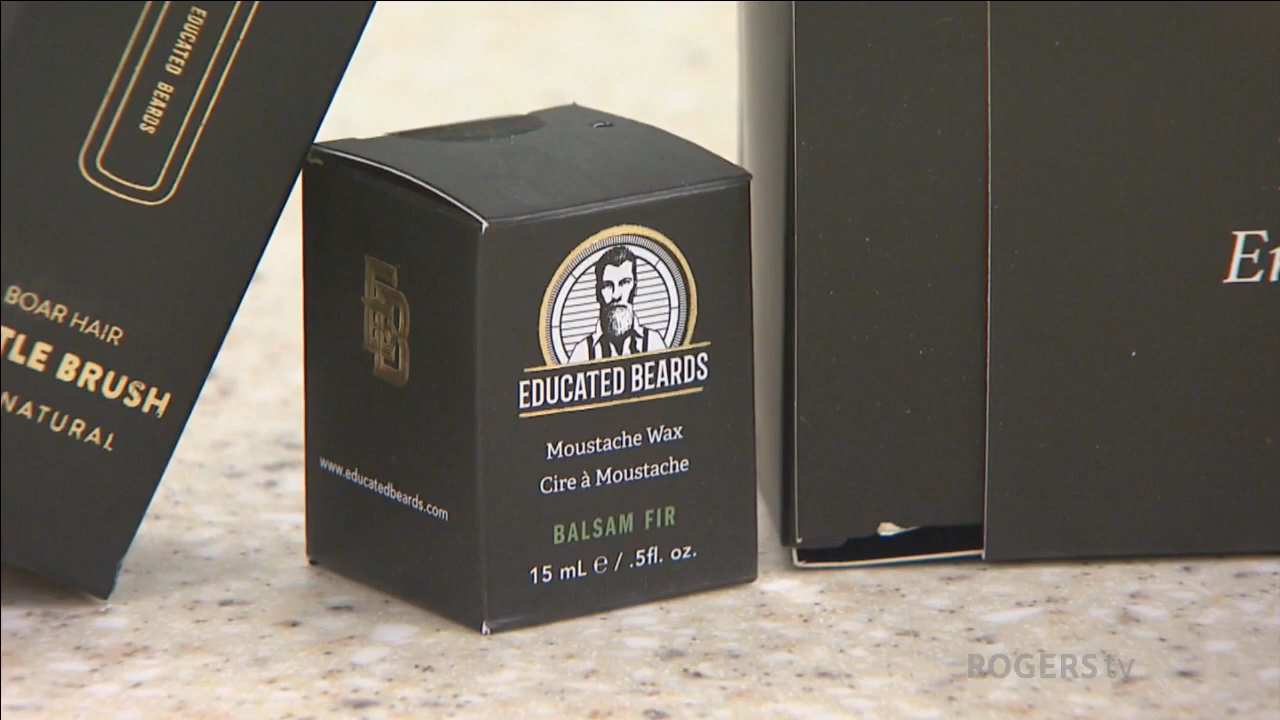 EDUCATED BEARDS
BOAR HAIR
BRUSH
NATURAL
EB
www.educatedbeards.com
EDUCATED BEARDS
Moustache Wax
Cire à Moustache
BALSAM FIR
15 mL ℮ / .5fl. oz.
ROGERS tv